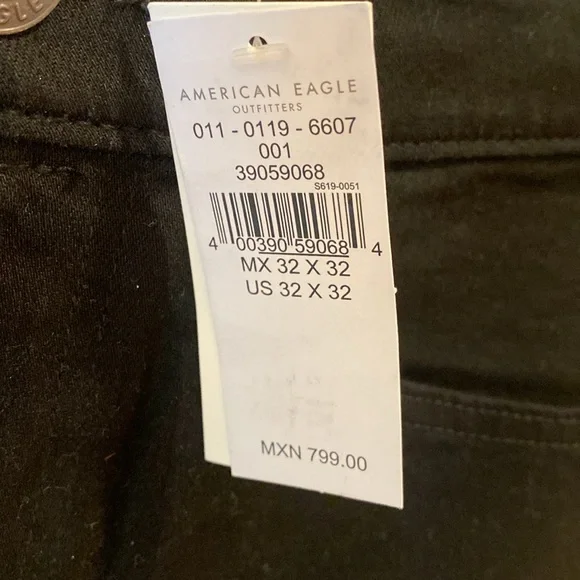 AMERICAN EAGLE
OUTFITTERS
011 - 0119 - 6607
001
39059068
S619-0051
4 00390 59068 4
MX 32 X 32
US 32 X 32
MXN 799.00